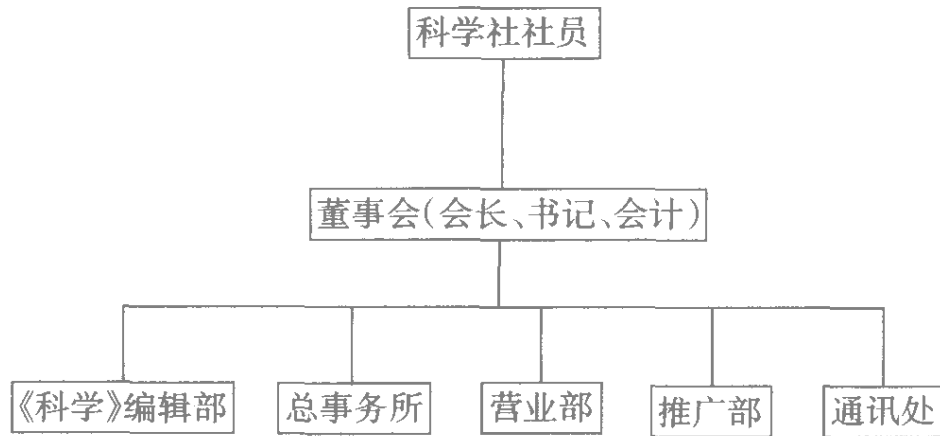 科学社社员
董事会(会长、书记、会计)
《科学》编辑部
总事务所
营业部
推广部
通讯处